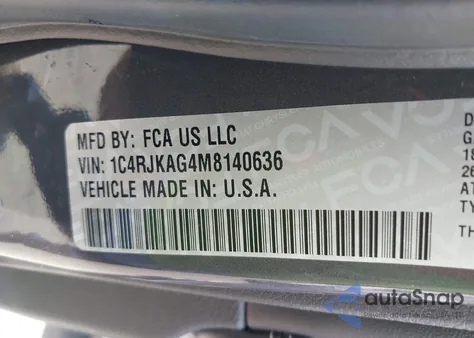 MFD BY: FCA US LLC
VIN: 1C4RJKAG4M8140636
VEHICLE MADE IN: U.S.A.
autoSnap